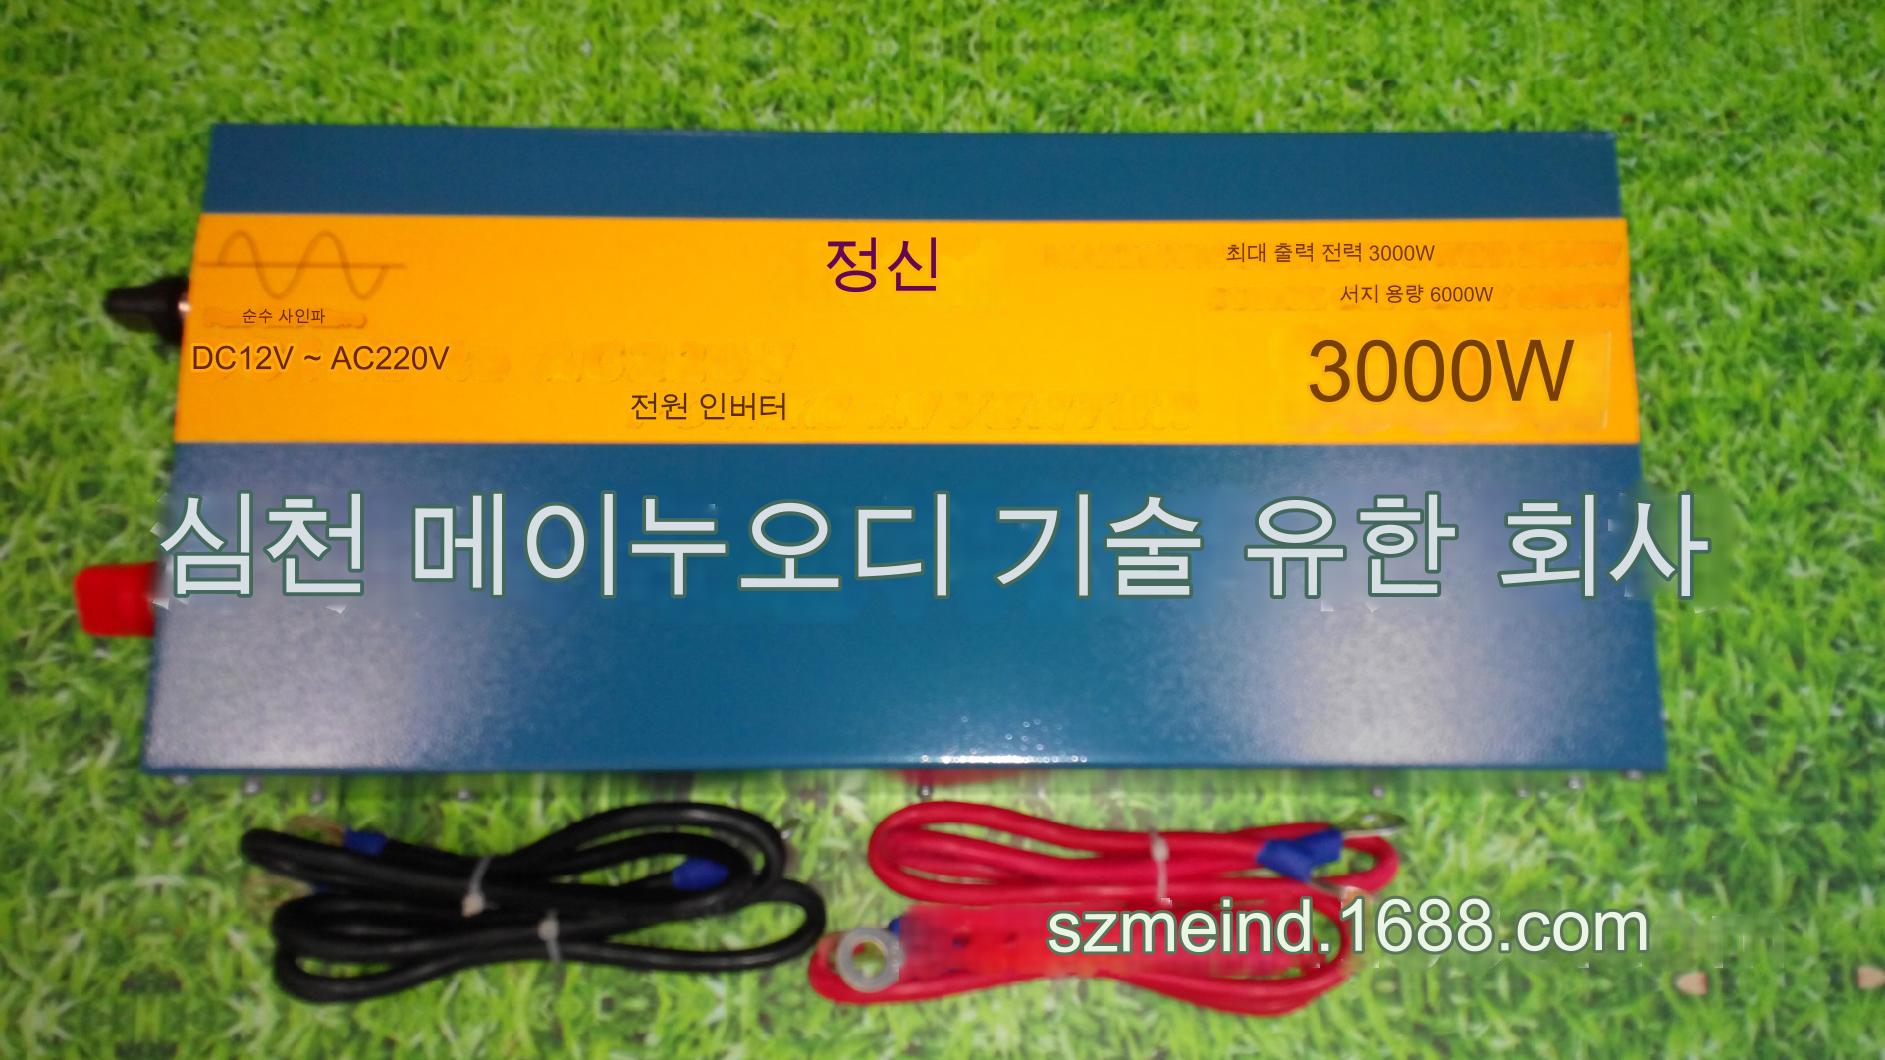 정신
최대 출력 전력 3000W
서지 용량 6000W
순수 사인파
DC12V ~ AC220V
3000W
전원 인버터
심천 메이누오디 기술 유한 회사
szmeind.1688.com